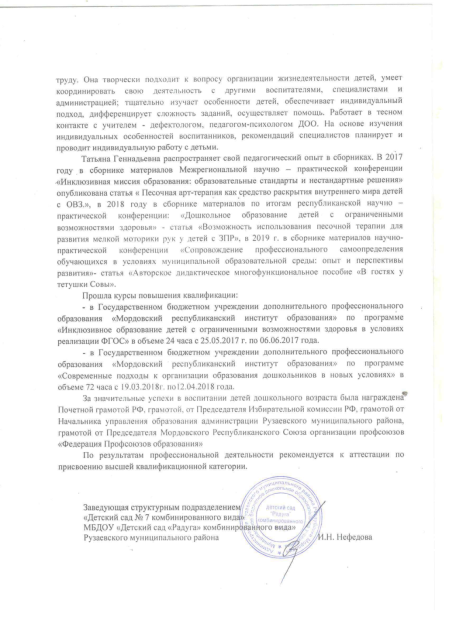 труду. Она творчески подходит к вопросу организации жизнедеятельности детей, умеет
координировать свою деятельность с другими воспитателями, специалистами и
администрацией; тщательно изучает особенности детей, обеспечивает индивидуальный
подход, дифференцирует сложность заданий, осуществляет помощь. Работает в тесном
контакте с учителем - дефектологом, педагогом-психологом ДОО. На основе изучения
индивидуальных особенностей воспитанников, рекомендаций специалистов планирует и
проводит индивидуальную работу с детьми.
Татьяна Геннадьевна распространяет свой педагогический опыт в сборниках. В 2017
году в сборнике материалов Межрегиональной научно – практической конференции
«Инклюзивная миссия образования: образовательные стандарты и нестандартные решения»
опубликована статья « Песочная арт-терапия как средство раскрытия внутреннего мира детей
с ОВЗ.», в 2018 году в сборнике материалов по итогам республиканской научно –
практической конференции: «Дошкольное образование детей с ограниченными
возможностями здоровья» - статья «Возможность использования песочной терапии для
развития мелкой моторики рук у детей с ЗПР», в 2019 г. в сборнике материалов научно-
практической конференции «Сопровождение профессионального самоопределения
обучающихся в условиях муниципальной образовательной среды: опыт и перспективы
развития»- статья «Авторское дидактическое многофункциональное пособие «В гостях у
тетушки Совы».
Прошла курсы повышения квалификации:
- в Государственном бюджетном учреждении дополнительного профессионального
образования «Мордовский республиканский институт образования» по программе
«Инклюзивное образование детей с ограниченными возможностями здоровья в условиях
реализации ФГОС» в объеме 24 часа с 25.05.2017 г. по 06.06.2017 года.
- в Государственном бюджетном учреждении дополнительного профессионального
образования «Мордовский республиканский институт образования» по программе
«Современные подходы к организации образования дошкольников в новых условиях» в
объеме 72 часа с 19.03.2018г. по12.04.2018 года.
За значительные успехи в воспитании детей дошкольного возраста была награждена
Почетной грамотой РФ, грамотой, от Председателя Избирательной комиссии РФ, грамотой от
Начальника управления образования администрации Рузаевского муниципального района,
грамотой от Председателя Мордовского Республиканского Союза организации профсоюзов
«Федерация Профсоюзов образования»
По результатам профессиональной деятельности рекомендуется к аттестации по
присвоению высшей квалификационной категории.
Заведующая структурным подразделением
«Детский сад № 7 комбинированного вида»
МБДОУ «Детский сад «Радуга» комбинированного вида»
Рузаевского муниципального района И.Н. Нефедова
детский сад
"Радуга"
комбинированного